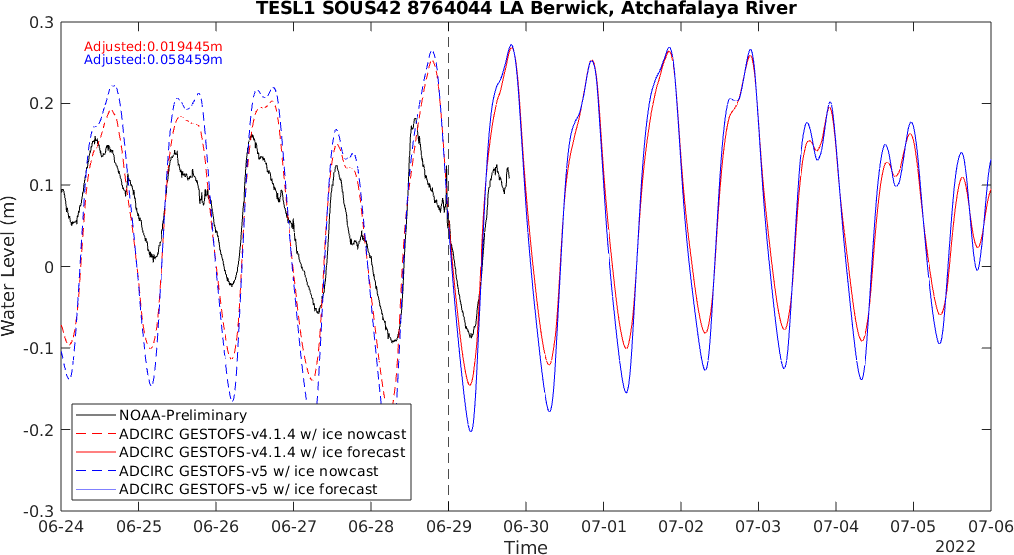 TESL1 SOUS42 8764044 LA Berwick, Atchafalaya River
Adjusted:0.019445m
Adjusted:0.058459m
0.3
0.2
0.1
0
-0.1
-0.2
-0.3
Water Level (m)
NOAA-Preliminary
ADCIRC GESTOFS-v4.1.4 w/ ice nowcast
ADCIRC GESTOFS-v4.1.4 w/ ice forecast
ADCIRC GESTOFS-v5 w/ ice nowcast
ADCIRC GESTOFS-v5 w/ ice forecast
06-24 06-25 06-26 06-27 06-28 06-29 06-30 07-01 07-02 07-03 07-04 07-05 07-06
Time
2022